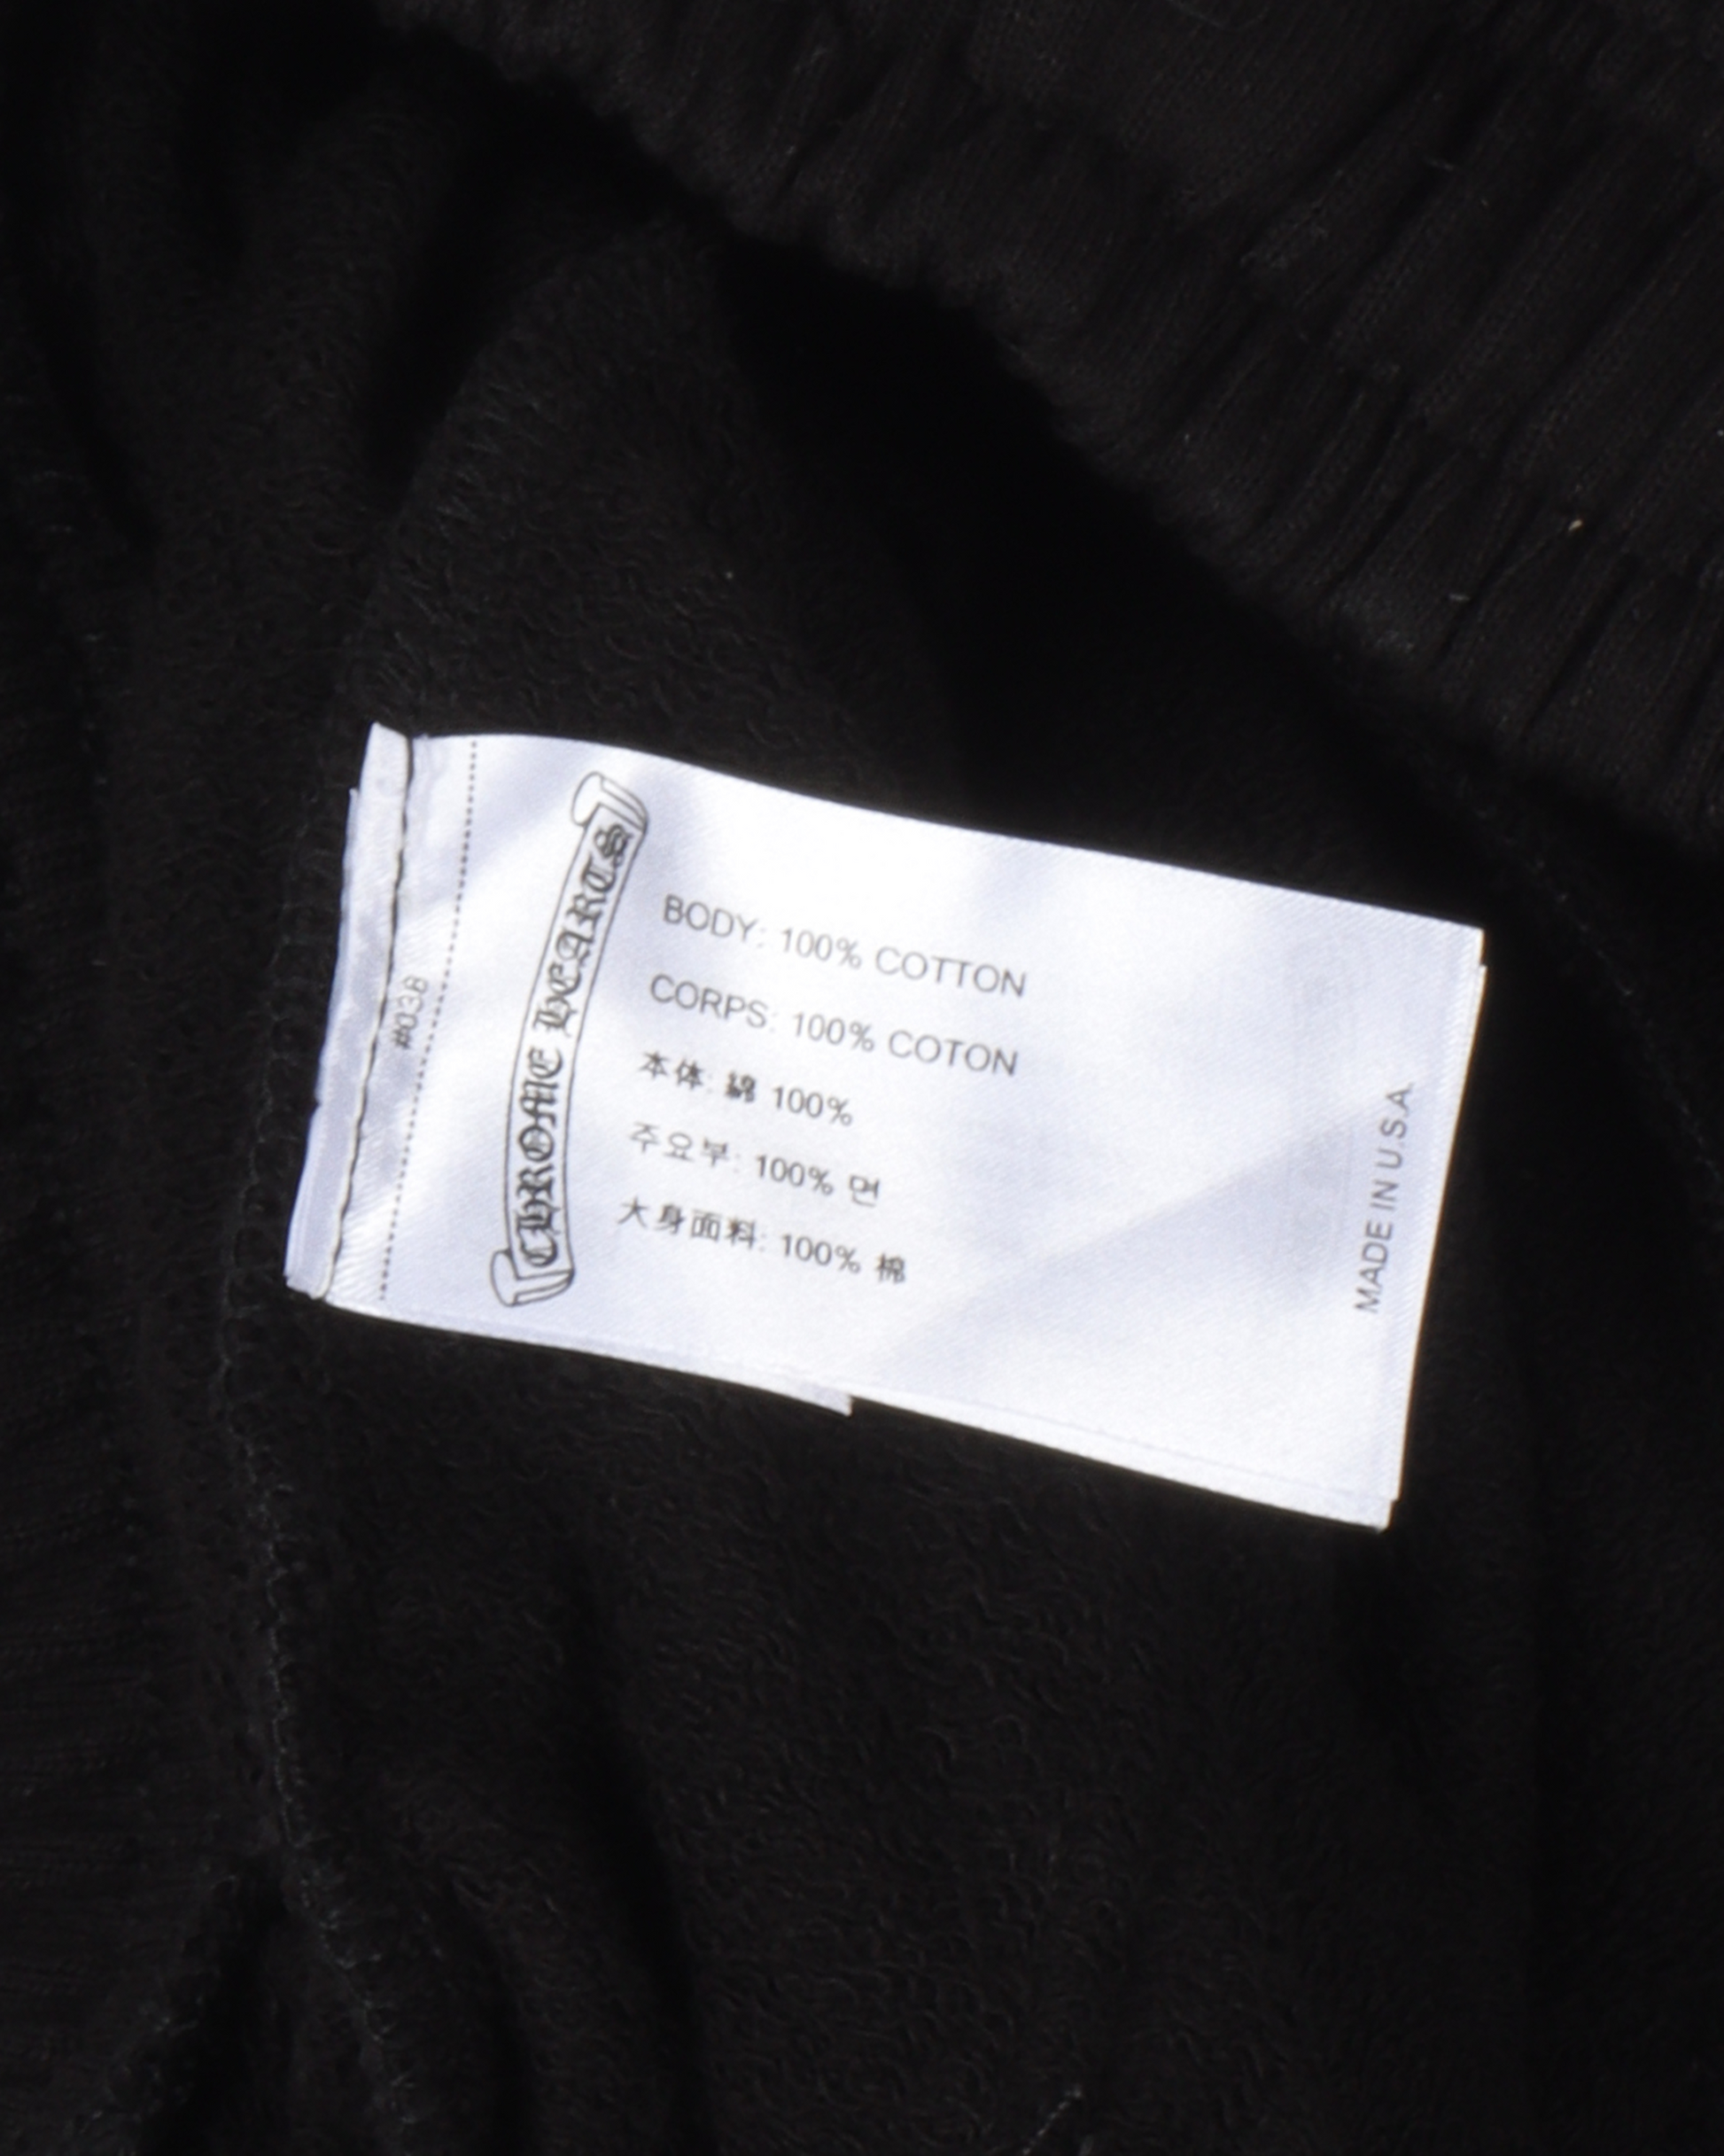 #038
CHROME HEARTS
BODY: 100% COTTON
CORPS: 100% COTON
本体: 綿 100%
주요부: 100% 면
大身面料: 100% 棉
MADE IN U.S.A.